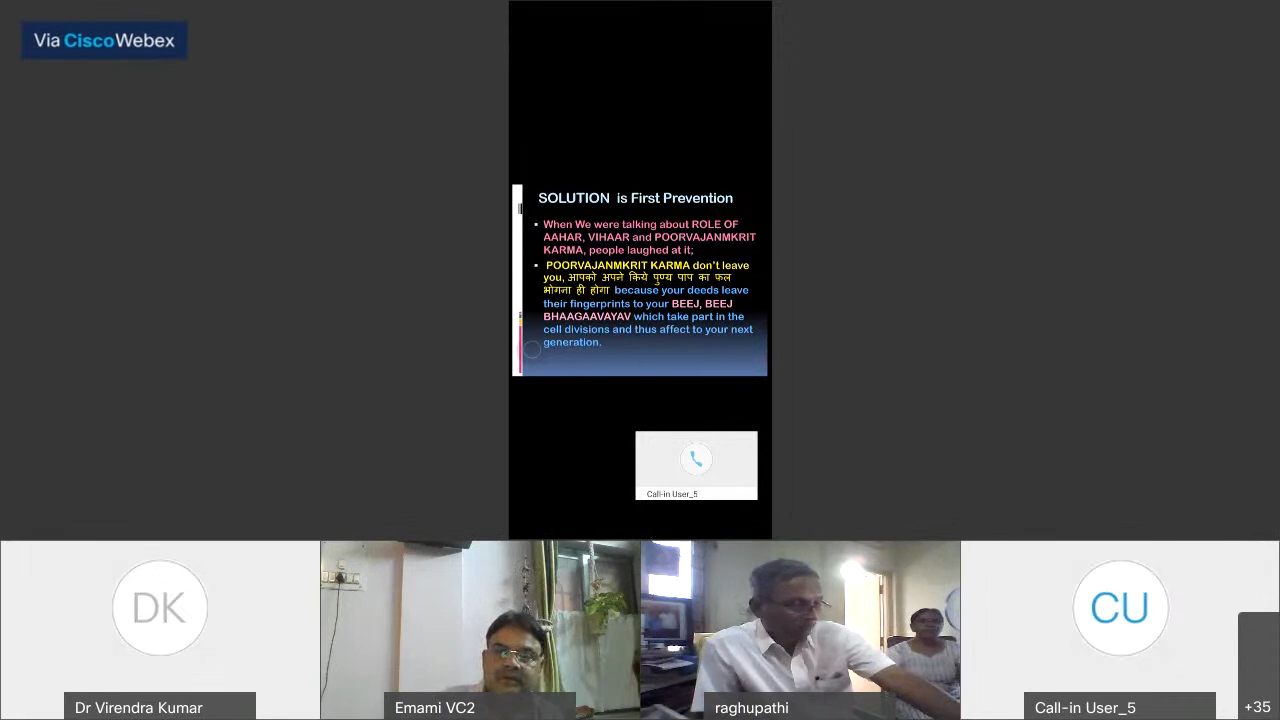 Via CiscoWebex
SOLUTION is First Prevention
When We were talking about ROLE OF
AAHAR, VIHAAR and POORVAJANMKRIT
KARMA, people laughed at it;
POORVAJANMKRIT KARMA don't leave
you, आपको अपने किये पुण्य पाप का फल
भोगना ही होगा because your deeds leave
their fingerprints to your BEEJ, BEEJ
BHAAGAAVAYAV which take part in the
cell divisions and thus affect to your next
generation.
Call-in User_5
DK
CU
Dr Virendra Kumar
Emami VC2
raghupathi
Call-in User_5
+35